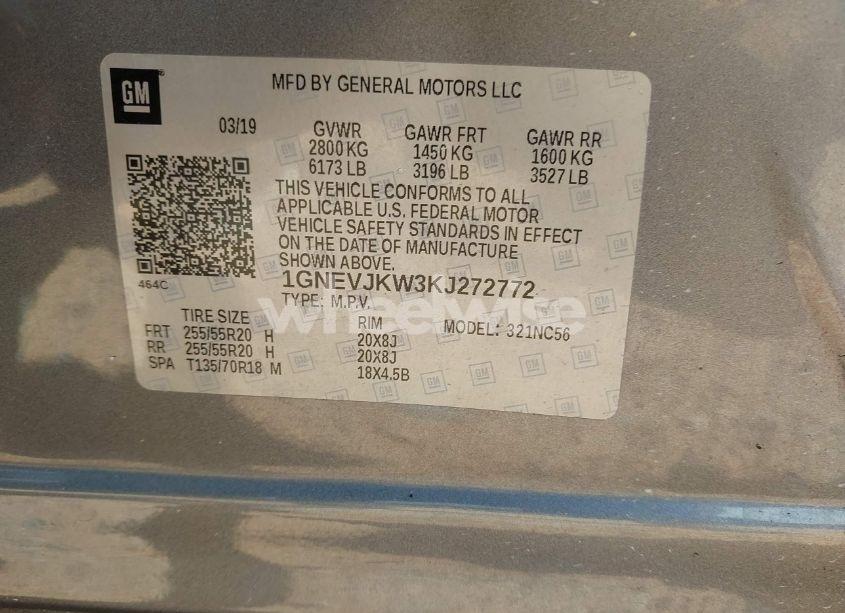 GM
MFD BY GENERAL MOTORS LLC
03/19 GVWR GAWR FRT GAWR RR
2800 KG 1450 KG 1600 KG
6173 LB 3196 LB 3527 LB
THIS VEHICLE CONFORMS TO ALL
APPLICABLE U.S. FEDERAL MOTOR
VEHICLE SAFETY STANDARDS IN EFFECT
ON THE DATE OF MANUFACTURE
SHOWN ABOVE.
464C
1GNEVJKW3KJ272772
TYPE: M.P.V.
wheelwise
TIRE SIZE RIM MODEL: 321NC56
FRT 255/55R20 H 20X8J
RR 255/55R20 H 20X8J
SPA T135/70R18 M 18X4.5B